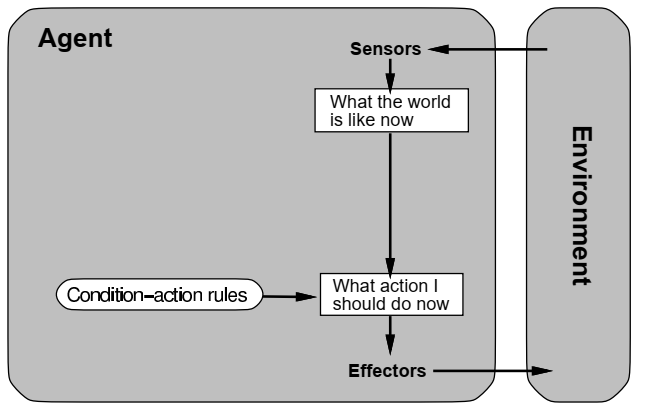 Agent
Sensors
What the world
is like now
Environment
Condition–action rules
What action I
should do now
Effectors